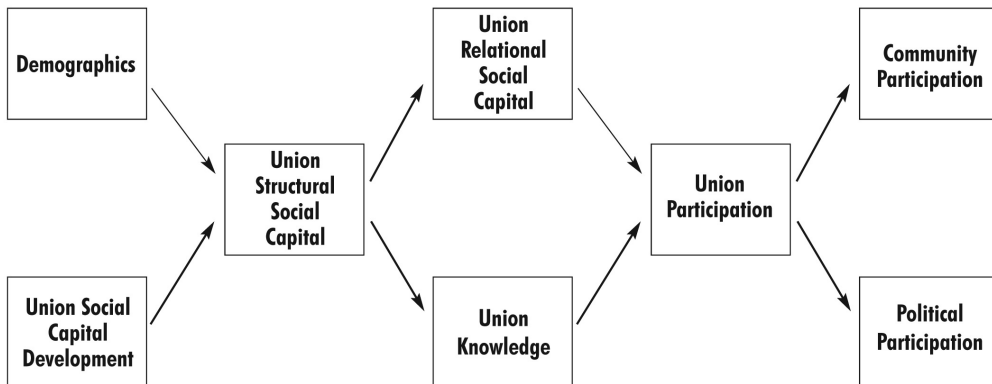 Demographics
Union Social
Capital
Development
Union
Structural
Social
Capital
Union
Relational
Social
Capital
Union
Knowledge
Union
Participation
Community
Participation
Political
Participation